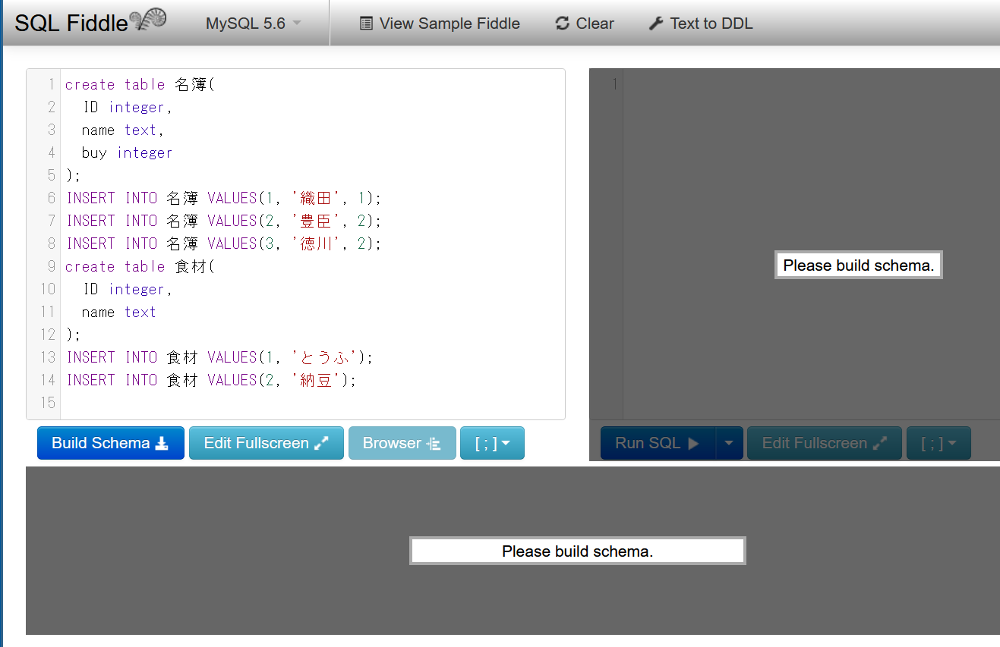 SQL Fiddle MySQL 5.6 View Sample Fiddle Clear Text to DDL
1 create table 名簿(
2 ID integer,
3 name text,
4 buy integer
5 );
6 INSERT INTO 名簿 VALUES(1, '織田', 1);
7 INSERT INTO 名簿 VALUES(2, '豊臣', 2);
8 INSERT INTO 名簿 VALUES(3, '徳川', 2);
9 create table 食材(
10 ID integer,
11 name text
12 );
13 INSERT INTO 食材 VALUES(1, 'とうふ');
14 INSERT INTO 食材 VALUES(2, '納豆');
15
Build Schema Edit Fullscreen Browser [ ; ]
1
Please build schema.
Run SQL Edit Fullscreen [ ; ]
Please build schema.